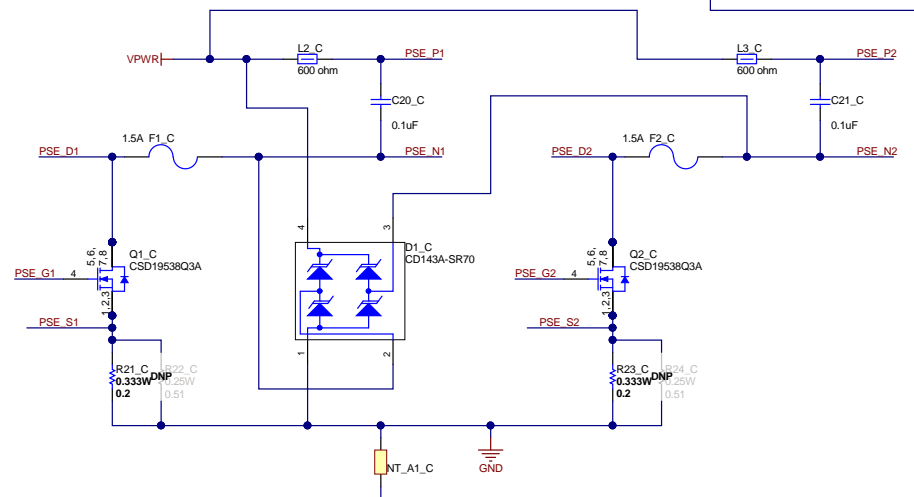 L2_C
PSE_P1
L3_C
PSE_P2
VPWR
600 ohm
600 ohm
C20_C
C21_C
0.1uF
0.1uF
1.5A F1_C
1.5A F2_C
PSE_D1
PSE_N1
PSE_D2
PSE_N2
4
3
D1_C
CD143A-SR70
5,6,
7,8
Q1_C
CSD19538Q3A
5,6,
7,8
Q2_C
CSD19538Q3A
PSE_G1
4
PSE_G2
4
1,2,3
1,2,3
PSE_S1
PSE_S2
1
2
R21_C
0.333W
0.2
DNP
R22_C
0.25W
0.51
R23_C
0.333W
0.2
DNP
R24_C
0.25W
0.51
NT_A1_C
GND